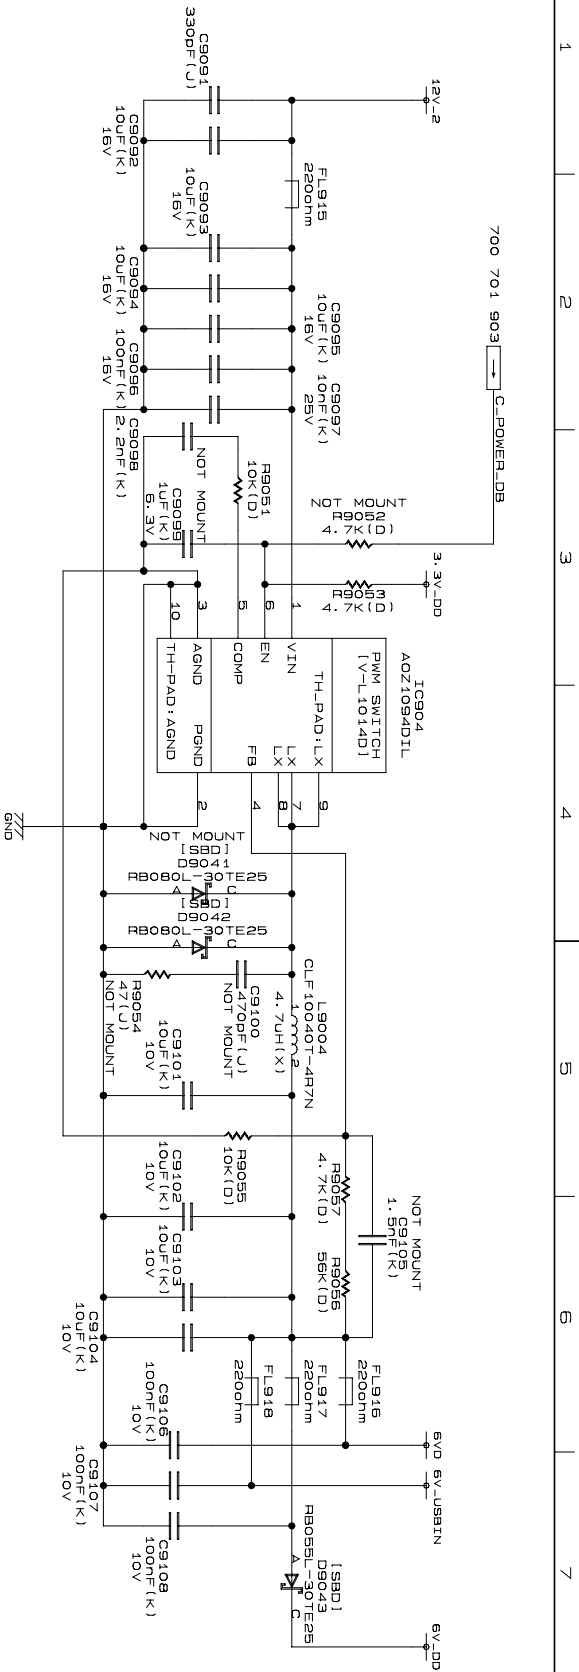 1
2
3
4
5
6
7
12V_2
C9091
330pF(J)
C9092
10uF(K)
16V
FL915
220ohm
C9093
10uF(K)
16V
C9094
10uF(K)
16V
C9095
10uF(K)
16V
C9096
100nF(K)
16V
C9097
10nF(K)
25V
C9098
2.2nF(K)
NOT MOUNT
C9099
1uF(K)
6.3V
R9051
10K(D)
700 701 903
C_POWER_DB
NOT MOUNT
R9052
4.7K(D)
3.3V_DD
R9053
4.7K(D)
1
6
5
3
10
IC904
AOZ1094DIL
PWM SWITCH
[V-L1014D]
VIN
EN
COMP
AGND
TH-PAD:AGND
TH_PAD:LX
LX
LX
FB
PGND
9
7
8
4
2
GND
NOT MOUNT
[SBD]
D9041
RB080L-30TE25
A
C
[SBD]
D9042
RB080L-30TE25
A
C
R9054
47(J)
NOT MOUNT
C9100
470pF(J)
NOT MOUNT
L9004
CLF10040T-4R7N
4.7uH(X)
1
2
C9101
10uF(K)
10V
R9055
10K(D)
C9102
10uF(K)
10V
R9057
4.7K(D)
NOT MOUNT
C9105
1.5nF(K)
R9056
56K(D)
C9103
10uF(K)
10V
C9104
10uF(K)
10V
FL916
220ohm
FL917
220ohm
FL918
220ohm
C9106
100nF(K)
10V
C9107
100nF(K)
10V
C9108
100nF(K)
10V
6VD
6V_USBIN
[SBD]
D9043
RB055L-30TE25
A
C
6V_DD